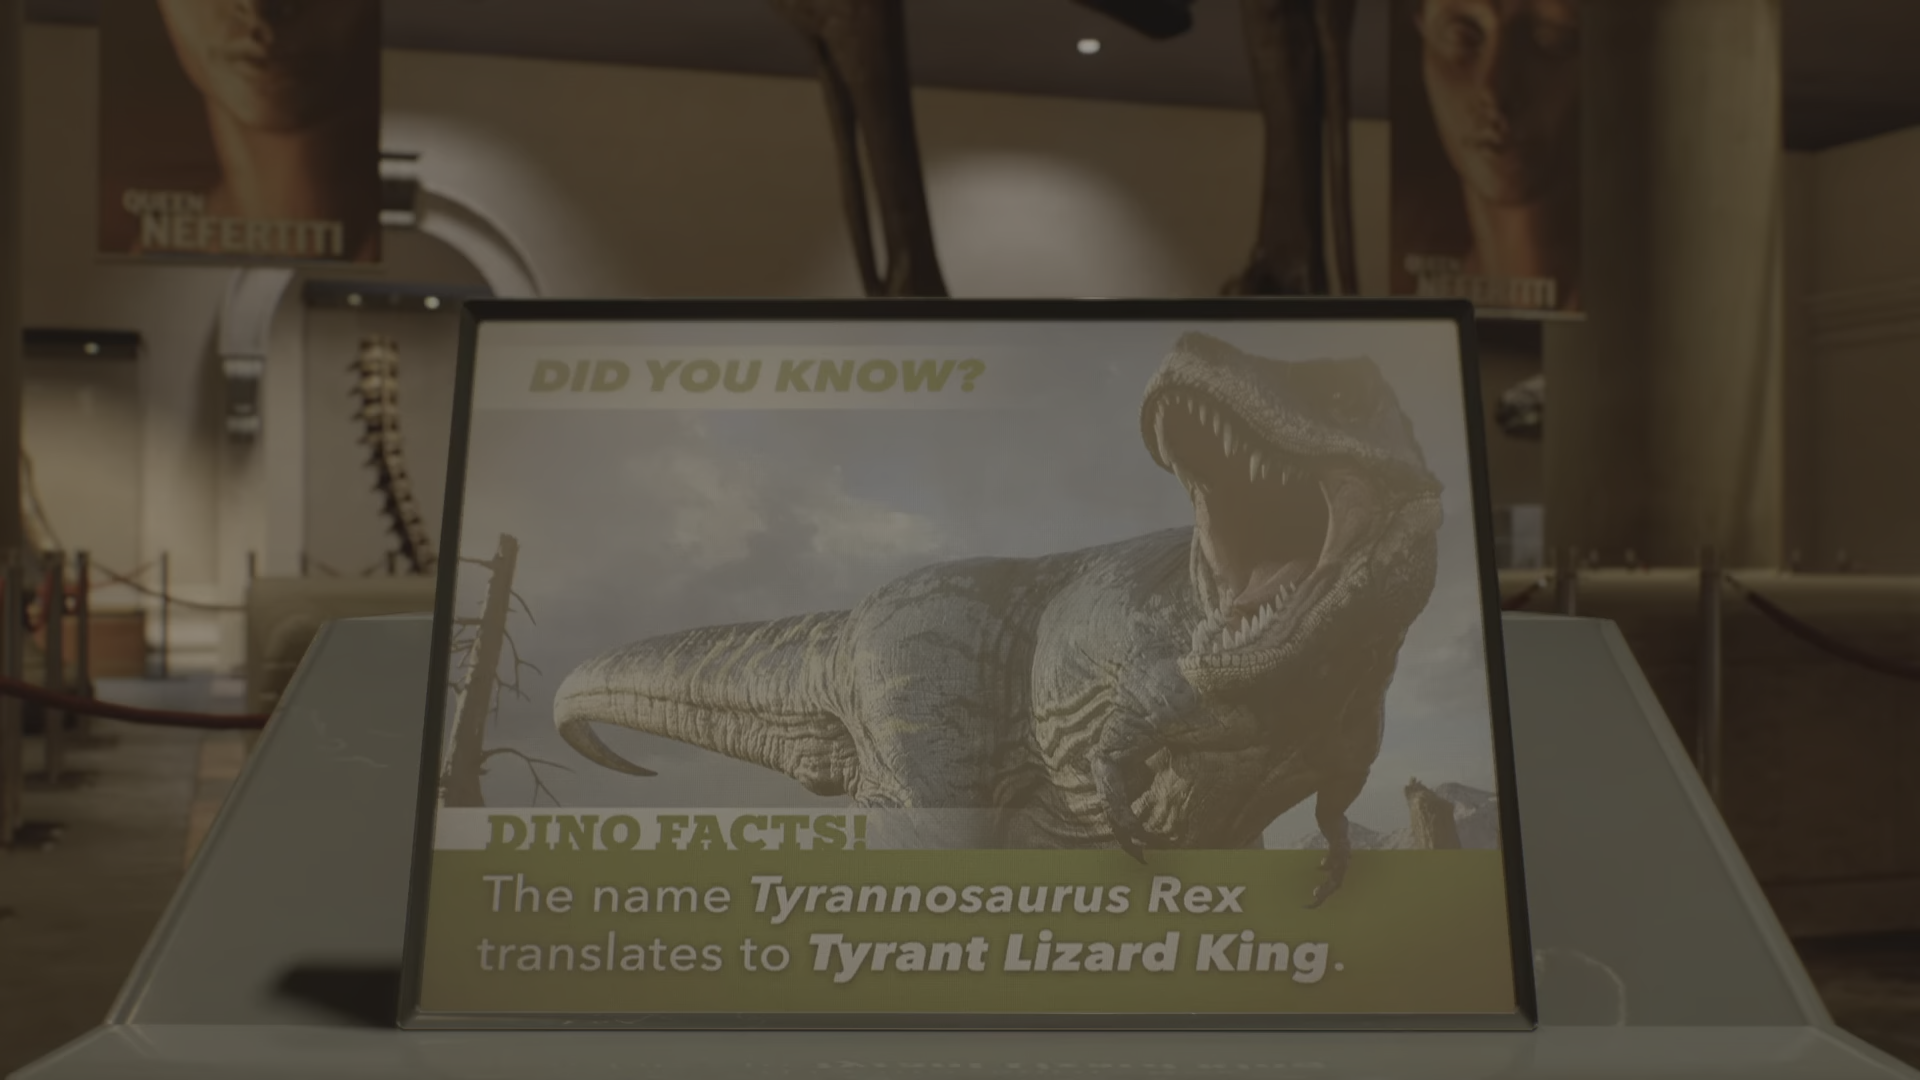 QUEEN
NEFERTITI
QUEEN
NEFERTITI
DID YOU KNOW?
DINO FACTS!
The name Tyrannosaurus Rex
translates to Tyrant Lizard King.